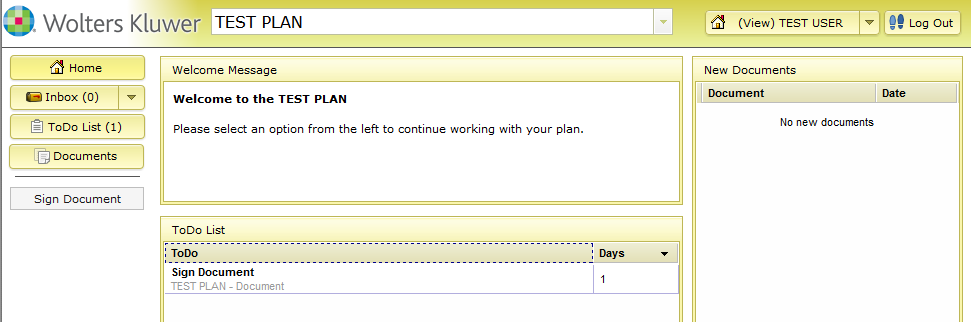 Wolters Kluwer
TEST PLAN
(View) TEST USER
Log Out
Home
Inbox (0)
ToDo List (1)
Documents
Sign Document
Welcome Message
Welcome to the TEST PLAN
Please select an option from the left to continue working with your plan.
ToDo List
ToDo Days
Sign Document
TEST PLAN - Document
1
New Documents
Document Date
No new documents